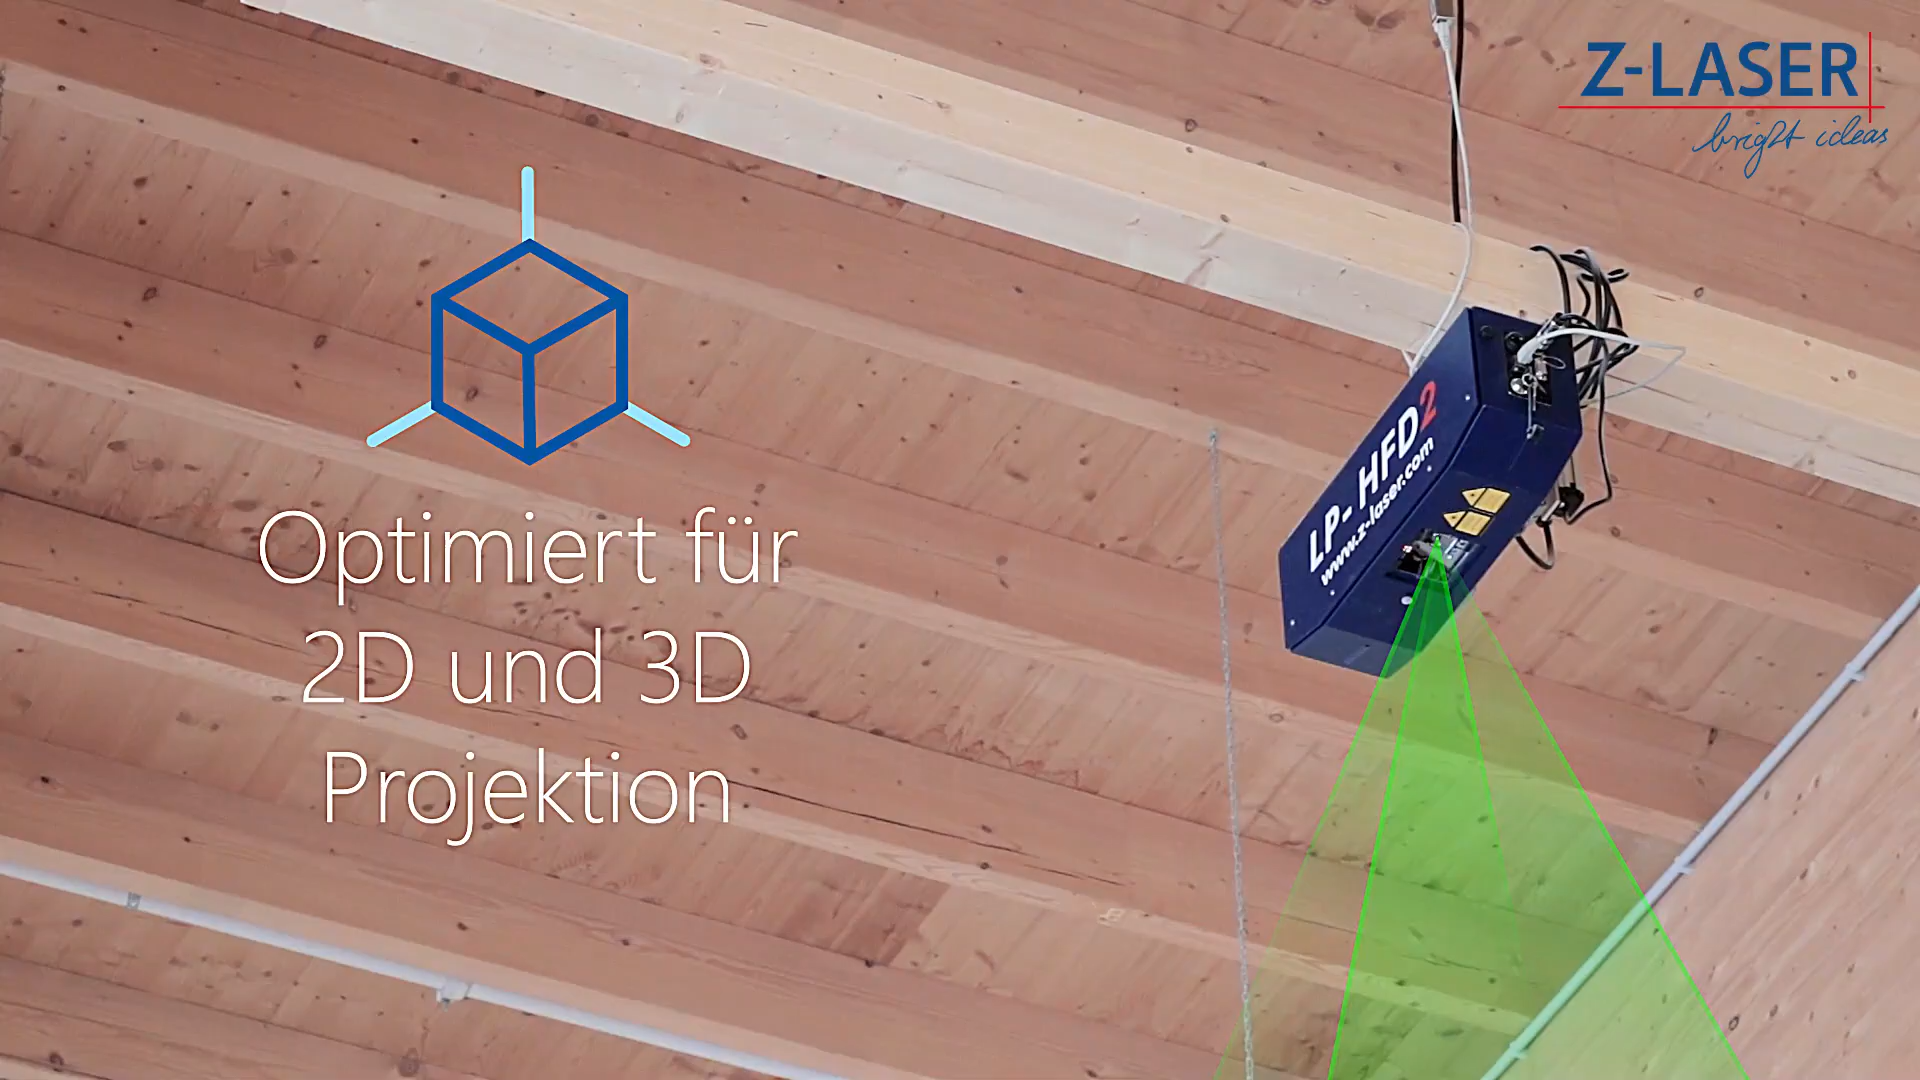 Z-LASER
bright ideas
LP-HFD2
www.z-laser.com
Optimiert für
2D und 3D
Projektion